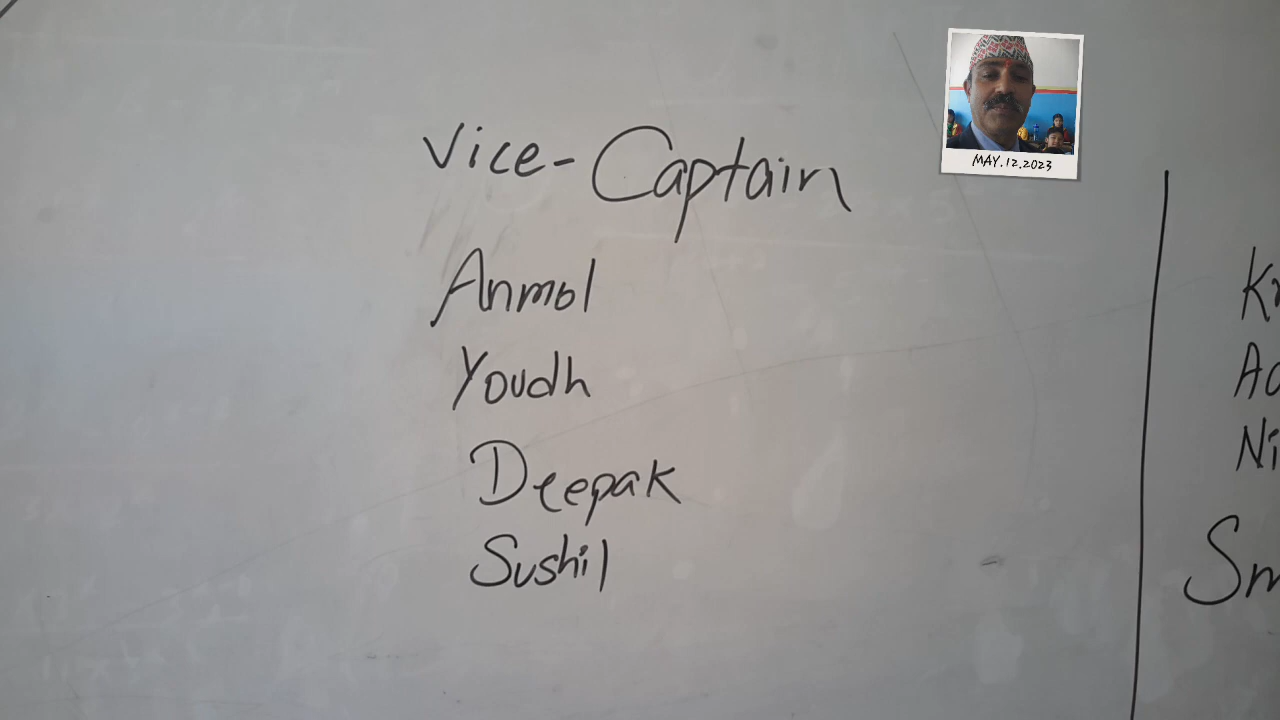 Vice-Captain
Anmol
Youdh
Deepak
Sushil
MAY.12.2023